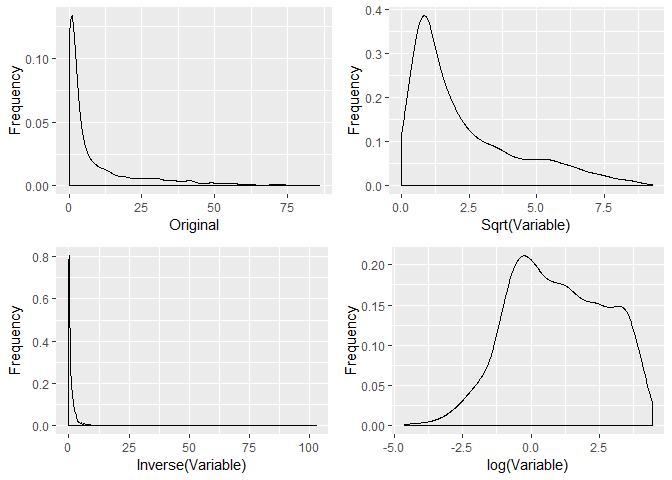 Frequency
0.10
0.05
0.00
0 25 50 75
Original
Frequency
0.4
0.3
0.2
0.1
0.0
0.0 2.5 5.0 7.5
Sqrt(Variable)
Frequency
0.8
0.6
0.4
0.2
0.0
0 25 50 75 100
Inverse(Variable)
Frequency
0.20
0.15
0.10
0.05
0.00
-5.0 -2.5 0.0 2.5
log(Variable)